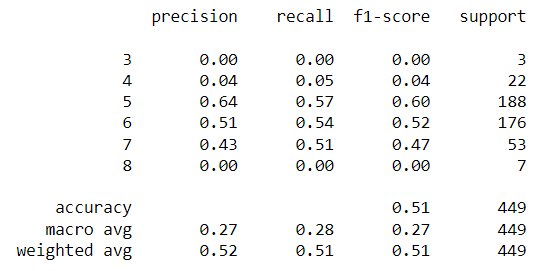 precision recall f1-score support
3 0.00 0.00 0.00 3
4 0.04 0.05 0.04 22
5 0.64 0.57 0.60 188
6 0.51 0.54 0.52 176
7 0.43 0.51 0.47 53
8 0.00 0.00 0.00 7
accuracy 0.51 449
macro avg 0.27 0.28 0.27 449
weighted avg 0.52 0.51 0.51 449